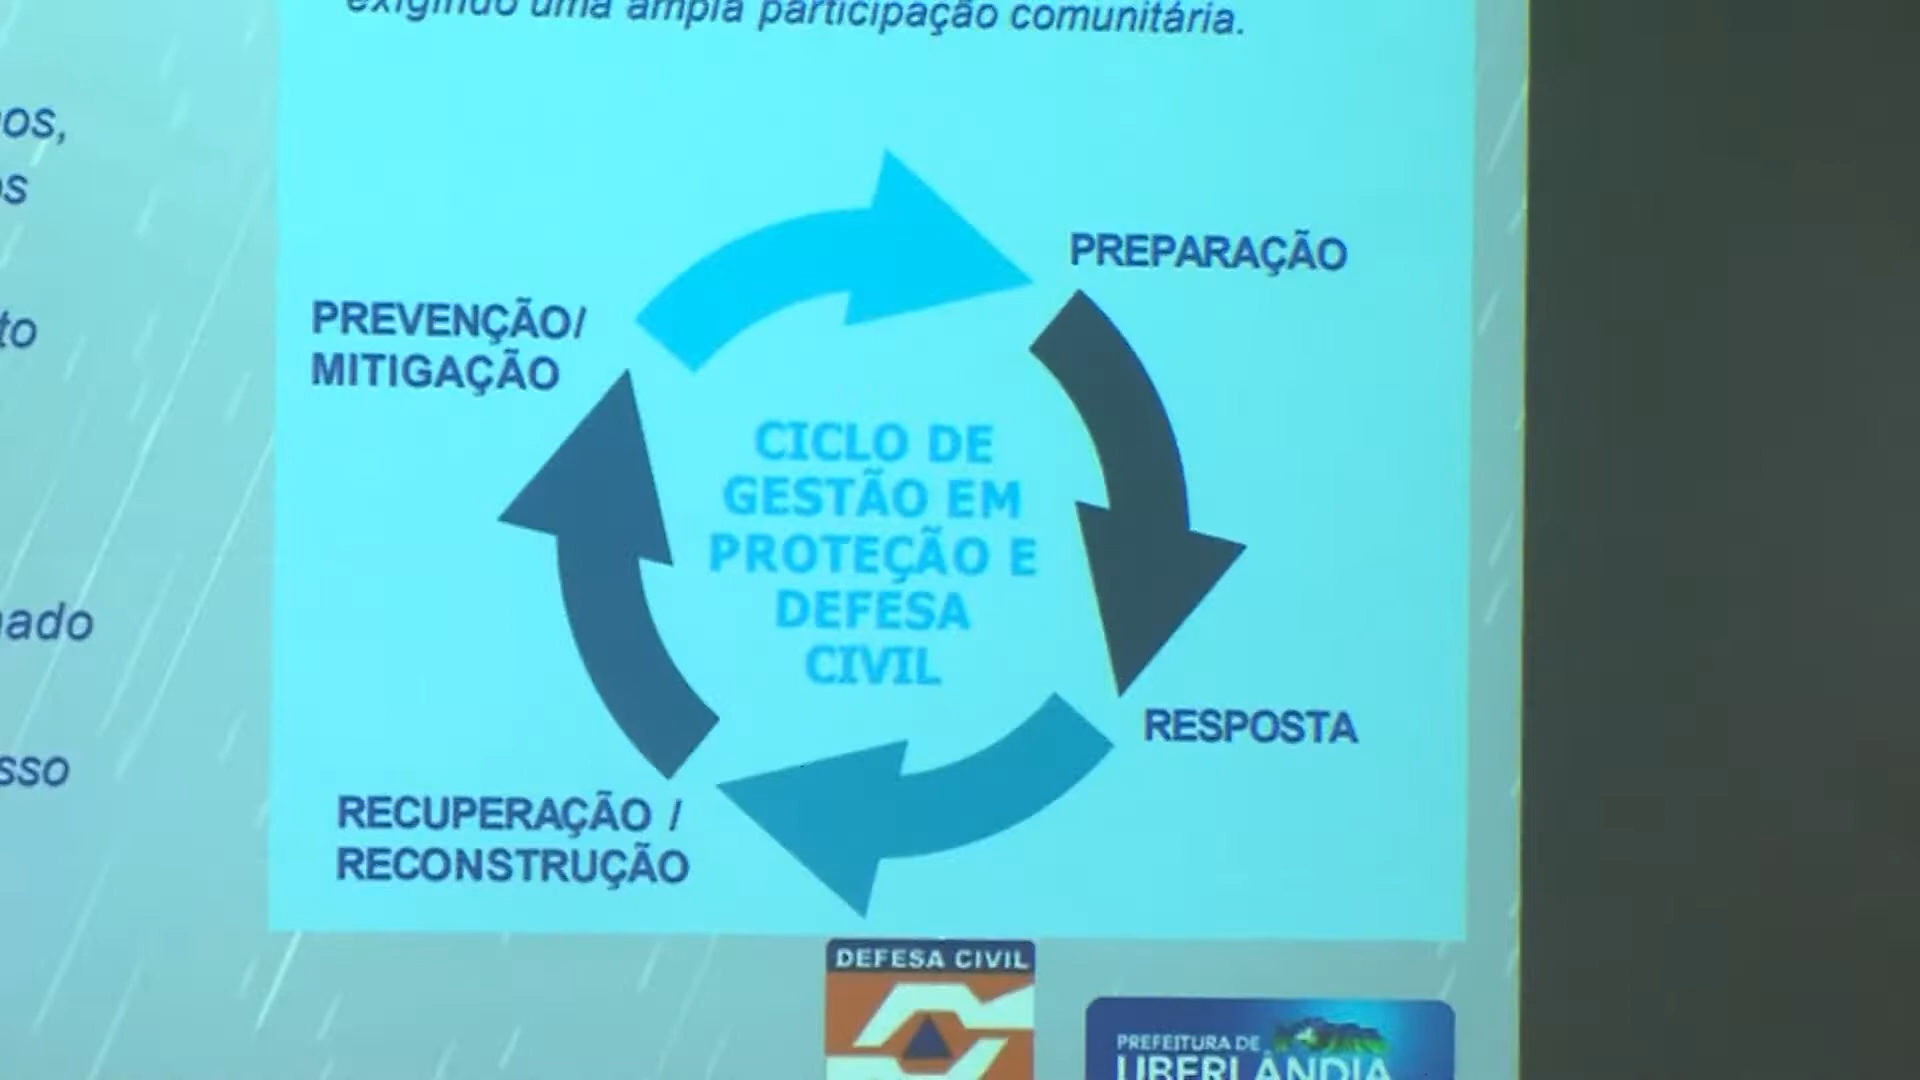 exigindo uma ampla participação comunitária.
PREPARAÇÃO
PREVENÇÃO/
MITIGAÇÃO
CICLO DE
GESTÃO EM
PROTEÇÃO E
DEFESA
CIVIL
RESPOSTA
RECUPERAÇÃO /
RECONSTRUÇÃO
DEFESA CIVIL
PREFEITURA DE
UBERLÂNDIA